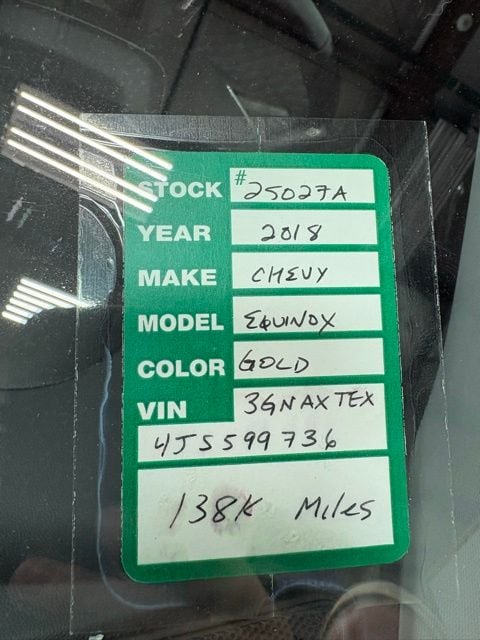 STOCK #25027A
YEAR 2018
MAKE CHEVY
MODEL EQUINOX
COLOR GOLD
VIN 3GNAXTEX
4JS599736
138K Miles